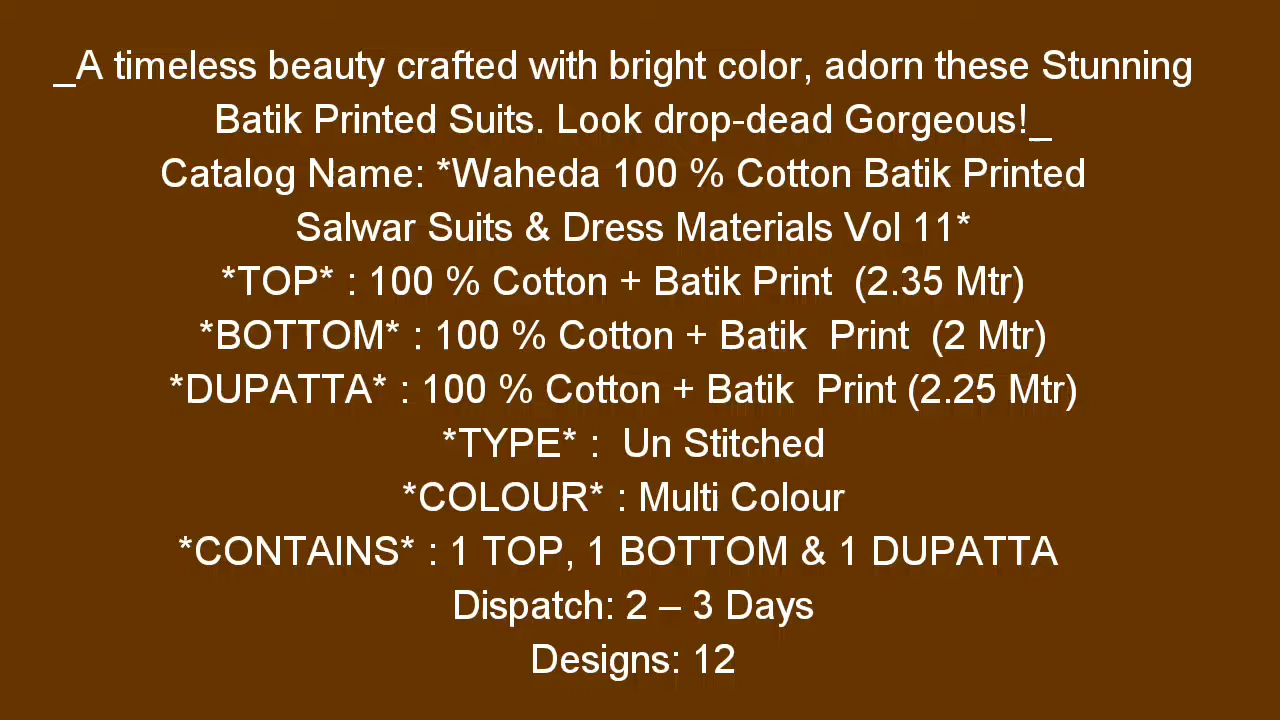 _A timeless beauty crafted with bright color, adorn these Stunning
Batik Printed Suits. Look drop-dead Gorgeous!_
Catalog Name: *Waheda 100 % Cotton Batik Printed
Salwar Suits & Dress Materials Vol 11*
*TOP* : 100 % Cotton + Batik Print  (2.35 Mtr)
*BOTTOM* : 100 % Cotton + Batik  Print  (2 Mtr)
*DUPATTA* : 100 % Cotton + Batik  Print (2.25 Mtr)
*TYPE* :  Un Stitched
*COLOUR* : Multi Colour
*CONTAINS* : 1 TOP, 1 BOTTOM & 1 DUPATTA
Dispatch: 2 – 3 Days
Designs: 12